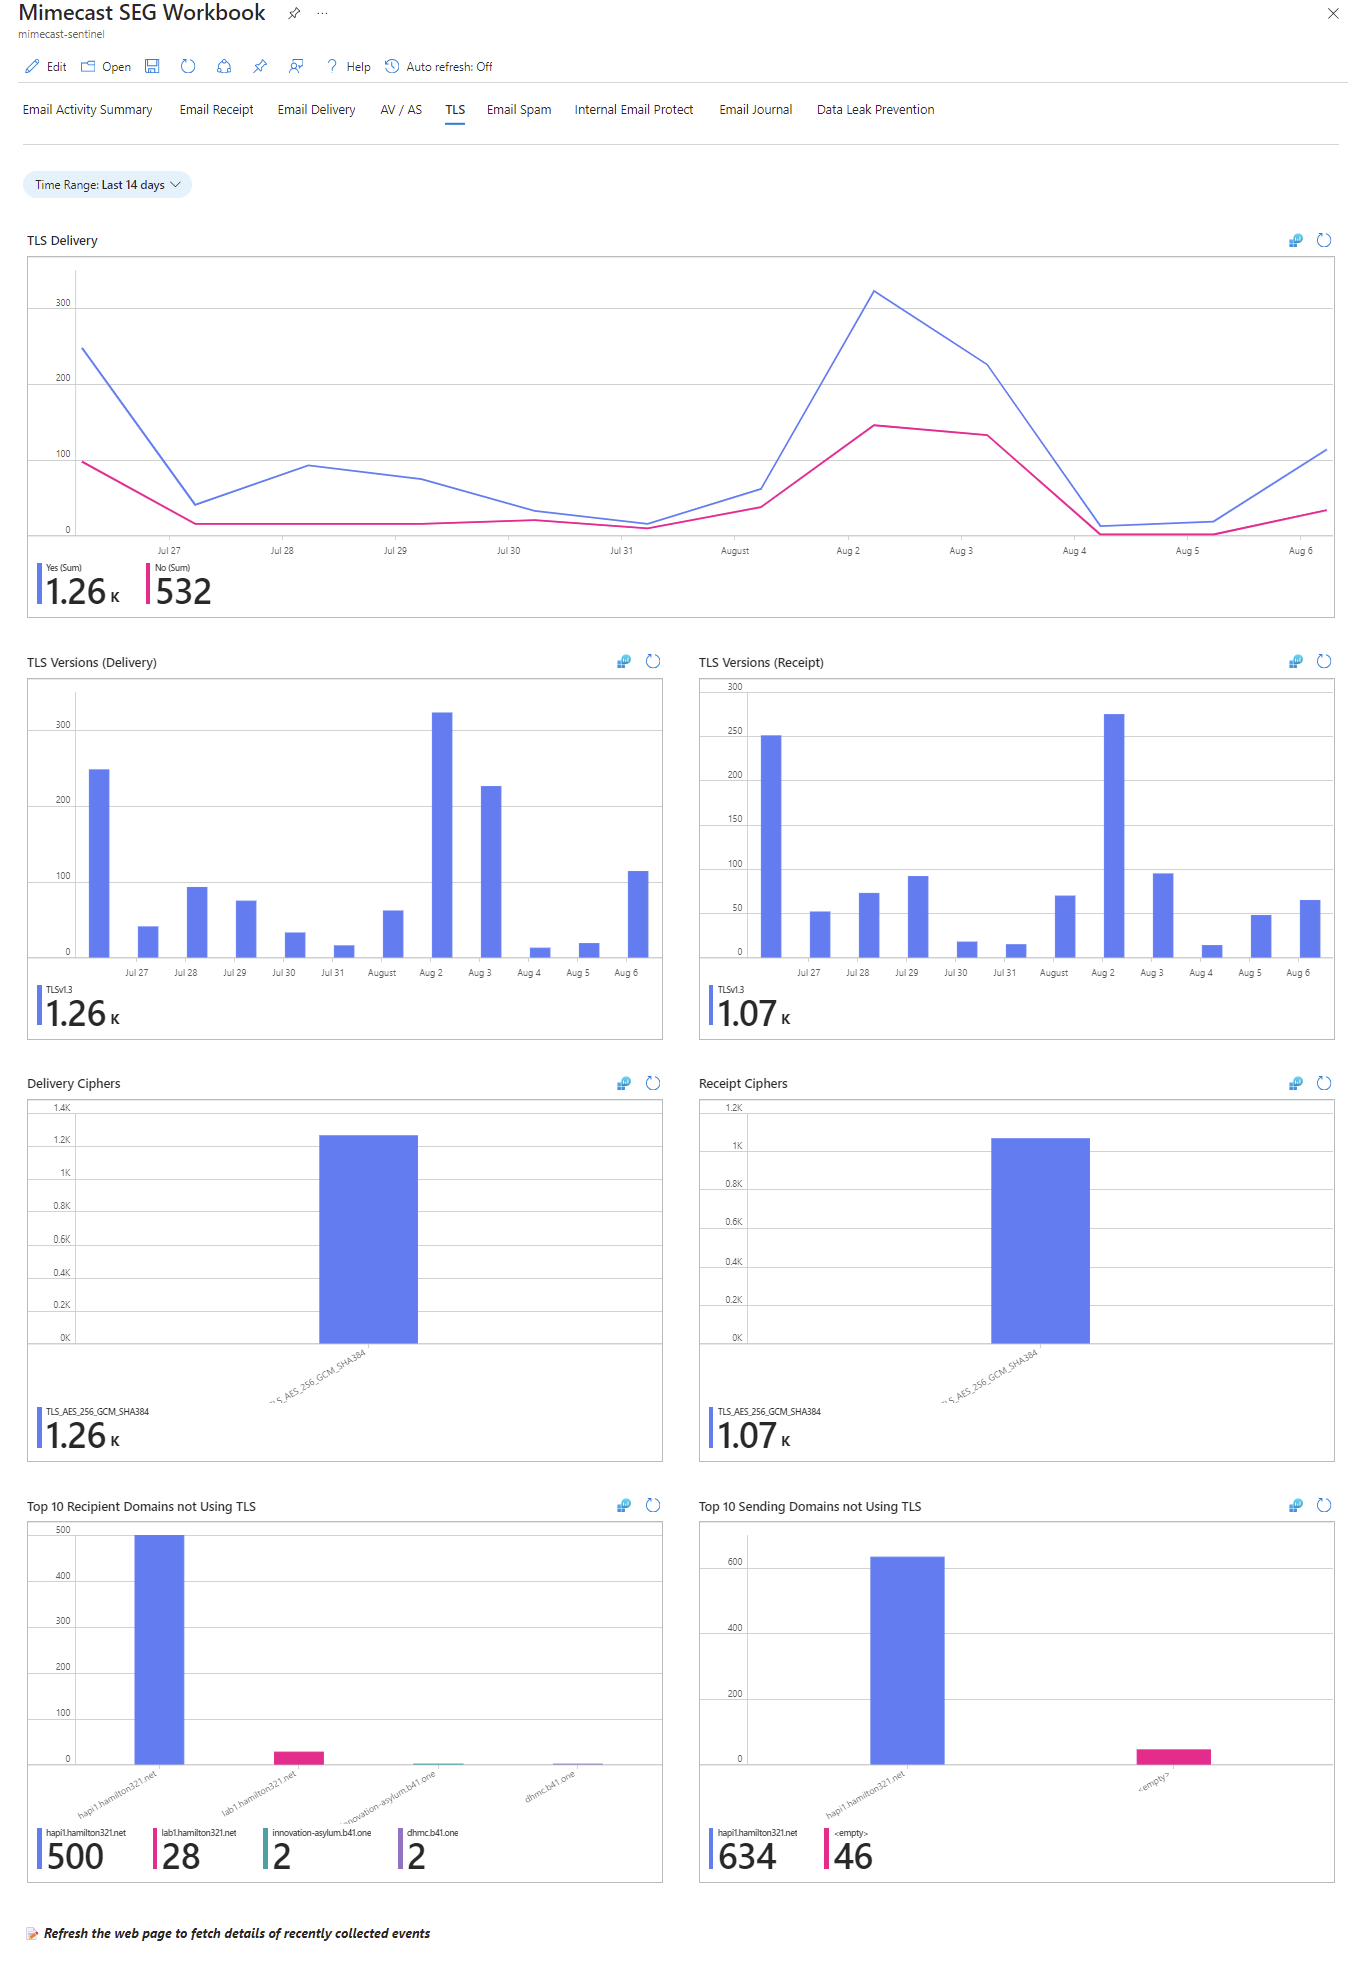 Mimecast SEG Workbook
mimecast-sentinel
Edit Open Help Auto refresh: Off
Email Activity Summary Email Receipt Email Delivery AV / AS TLS Email Spam Internal Email Protect Email Journal Data Leak Prevention
Time Range: Last 14 days
TLS Delivery
300
200
100
0
Jul 27 Jul 28 Jul 29 Jul 30 Jul 31 August Aug 2 Aug 3 Aug 4 Aug 5 Aug 6
Yes (Sum) No (Sum)
1.26 K 532
TLS Versions (Delivery)
300
200
100
0
Jul 27 Jul 28 Jul 29 Jul 30 Jul 31 August Aug 2 Aug 3 Aug 4 Aug 5 Aug 6
TLSv1.3
1.26 K
TLS Versions (Receipt)
300
250
200
150
100
50
0
Jul 27 Jul 28 Jul 29 Jul 30 Jul 31 August Aug 2 Aug 3 Aug 4 Aug 5 Aug 6
TLSv1.3
1.07 K
Delivery Ciphers
1.4K
1.2K
1K
0.8K
0.6K
0.4K
0.2K
0K
LS_AES_256_GCM_SHA384
TLS_AES_256_GCM_SHA384
1.26 K
Receipt Ciphers
1.2K
1K
0.8K
0.6K
0.4K
0.2K
0K
LS_AES_256_GCM_SHA384
TLS_AES_256_GCM_SHA384
1.07 K
Top 10 Recipient Domains not Using TLS
500
400
300
200
100
0
hapi1.hamilton321.net lab1.hamilton321.net nnovation-asylum.b41.one dhmc.b41.one
hapi1.hamilton321.net lab1.hamilton321.net innovation-asylum.b41.one dhmc.b41.one
500 28 2 2
Top 10 Sending Domains not Using TLS
600
400
200
0
hapi1.hamilton321.net <empty>
hapi1.hamilton321.net <empty>
634 46
Refresh the web page to fetch details of recently collected events